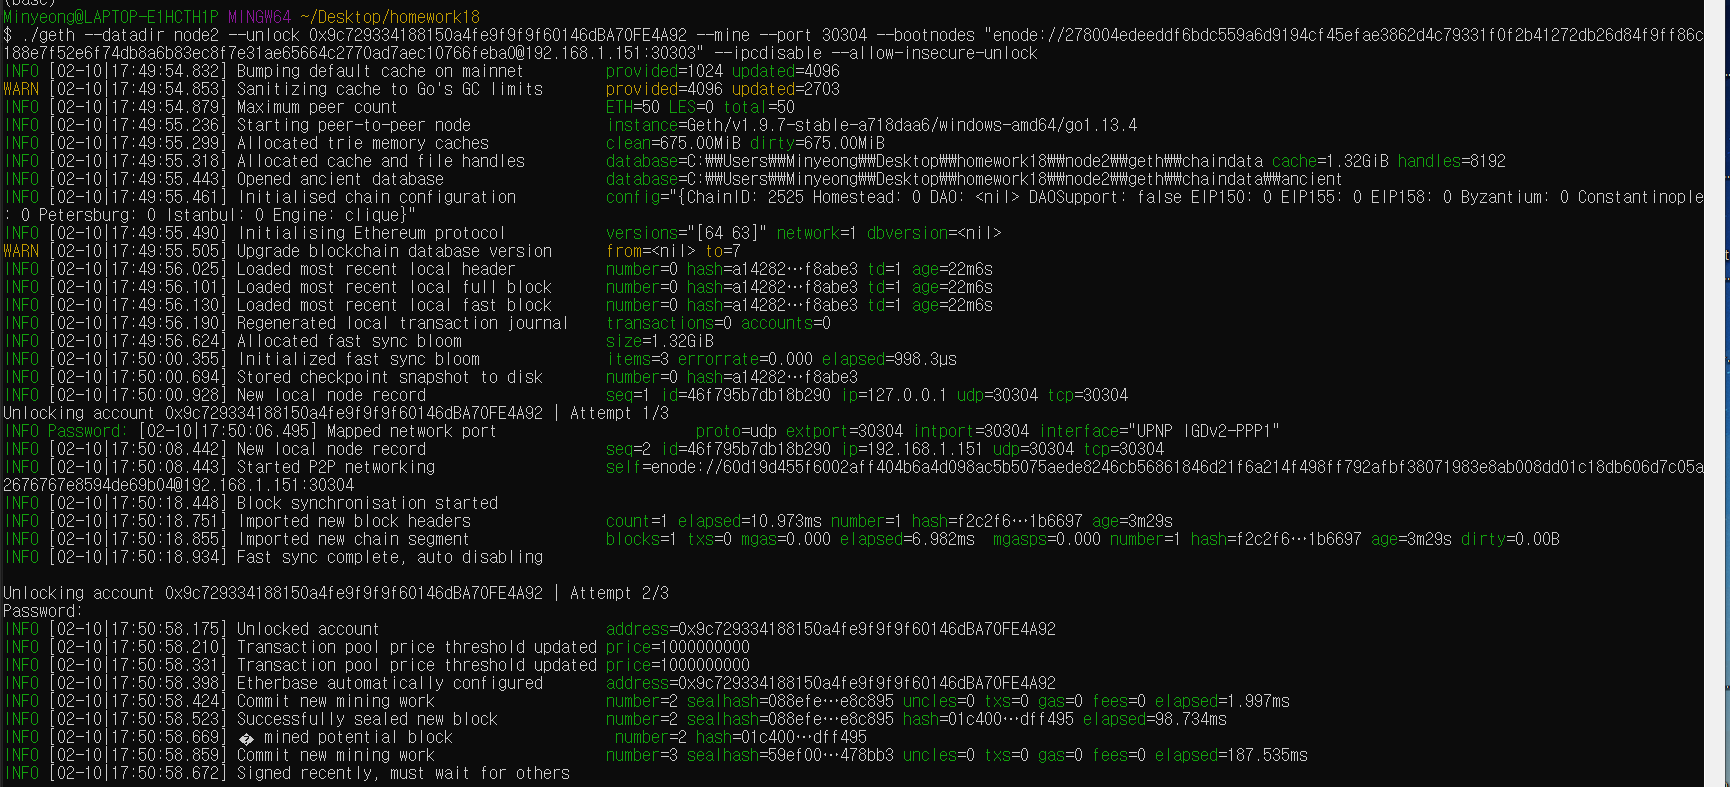 (base)
Minyeong@LAPTOP-E1HCTH1P MINGW64 ~/Desktop/homework18
$ ./geth --datadir node2 --unlock 0x9c729334188150a4fe9f9f9f60146dBA70FE4A92 --mine --port 30304 --bootnodes "enode://278004edeeddf6bdc559a6d9194cf45efae3862d4c79331f0f2b41272db26d84f9ff86c
188e7f52e6f74db8a6b83ec8f7e31ae65664c2770ad7aec10766feba0@192.168.1.151:30303" --ipcdisable --allow-insecure-unlock
INFO [02-10|17:49:54.832] Bumping default cache on mainnet provided=1024 updated=4096
WARN [02-10|17:49:54.853] Sanitizing cache to Go's GC limits provided=4096 updated=2703
INFO [02-10|17:49:54.879] Maximum peer count ETH=50 LES=0 total=50
INFO [02-10|17:49:55.236] Starting peer-to-peer node instance=Geth/v1.9.7-stable-a718daa6/windows-amd64/go1.13.4
INFO [02-10|17:49:55.299] Allocated trie memory caches clean=675.00MiB dirty=675.00MiB
INFO [02-10|17:49:55.318] Allocated cache and file handles database=C:₩₩Users₩₩Minyeong₩₩Desktop₩₩homework18₩₩node2₩₩geth₩₩chaindata cache=1.32GiB handles=8192
INFO [02-10|17:49:55.443] Opened ancient database database=C:₩₩Users₩₩Minyeong₩₩Desktop₩₩homework18₩₩node2₩₩geth₩₩chaindata₩₩ancient
INFO [02-10|17:49:55.461] Initialised chain configuration config="{ChainID: 2525 Homestead: 0 DAO: <nil> DAOSupport: false EIP150: 0 EIP155: 0 EIP158: 0 Byzantium: 0 Constantinople
: 0 Petersburg: 0 Istanbul: 0 Engine: clique}"
INFO [02-10|17:49:55.490] Initialising Ethereum protocol versions="[64 63]" network=1 dbversion=<nil>
WARN [02-10|17:49:55.505] Upgrade blockchain database version from=<nil> to=7
INFO [02-10|17:49:56.025] Loaded most recent local header number=0 hash=a14282…f8abe3 td=1 age=22m6s
INFO [02-10|17:49:56.101] Loaded most recent local full block number=0 hash=a14282…f8abe3 td=1 age=22m6s
INFO [02-10|17:49:56.130] Loaded most recent local fast block number=0 hash=a14282…f8abe3 td=1 age=22m6s
INFO [02-10|17:49:56.190] Regenerated local transaction journal transactions=0 accounts=0
INFO [02-10|17:49:56.624] Allocated fast sync bloom size=1.32GiB
INFO [02-10|17:50:00.355] Initialized fast sync bloom items=3 errorrate=0.000 elapsed=998.3µs
INFO [02-10|17:50:00.694] Stored checkpoint snapshot to disk number=0 hash=a14282…f8abe3
INFO [02-10|17:50:00.928] New local node record seq=1 id=46f795b7db18b290 ip=127.0.0.1 udp=30304 tcp=30304
Unlocking account 0x9c729334188150a4fe9f9f9f60146dBA70FE4A92 | Attempt 1/3
INFO Password: [02-10|17:50:06.495] Mapped network port proto=udp extport=30304 intport=30304 interface="UPNP IGDv2-PPP1"
INFO [02-10|17:50:08.442] New local node record seq=2 id=46f795b7db18b290 ip=192.168.1.151 udp=30304 tcp=30304
INFO [02-10|17:50:08.443] Started P2P networking self=enode://60d19d455f6002aff404b6a4d098ac5b5075aede8246cb56861846d21f6a214f498ff792afbf38071983e8ab008dd01c18db606d7c05a
2676767e8594de69b04@192.168.1.151:30304
INFO [02-10|17:50:18.448] Block synchronisation started
INFO [02-10|17:50:18.751] Imported new block headers count=1 elapsed=10.973ms number=1 hash=f2c2f6…1b6697 age=3m29s
INFO [02-10|17:50:18.855] Imported new chain segment blocks=1 txs=0 mgas=0.000 elapsed=6.982ms mgasps=0.000 number=1 hash=f2c2f6…1b6697 age=3m29s dirty=0.00B
INFO [02-10|17:50:18.934] Fast sync complete, auto disabling
Unlocking account 0x9c729334188150a4fe9f9f9f60146dBA70FE4A92 | Attempt 2/3
Password:
INFO [02-10|17:50:58.175] Unlocked account address=0x9c729334188150a4fe9f9f9f60146dBA70FE4A92
INFO [02-10|17:50:58.210] Transaction pool price threshold updated price=1000000000
INFO [02-10|17:50:58.331] Transaction pool price threshold updated price=1000000000
INFO [02-10|17:50:58.398] Etherbase automatically configured address=0x9c729334188150a4fe9f9f9f60146dBA70FE4A92
INFO [02-10|17:50:58.424] Commit new mining work number=2 sealhash=088efe…e8c895 uncles=0 txs=0 gas=0 fees=0 elapsed=1.997ms
INFO [02-10|17:50:58.523] Successfully sealed new block number=2 sealhash=088efe…e8c895 hash=01c400…dff495 elapsed=98.734ms
INFO [02-10|17:50:58.669] � mined potential block number=2 hash=01c400…dff495
INFO [02-10|17:50:58.859] Commit new mining work number=3 sealhash=59ef00…478bb3 uncles=0 txs=0 gas=0 fees=0 elapsed=187.535ms
INFO [02-10|17:50:58.672] Signed recently, must wait for others